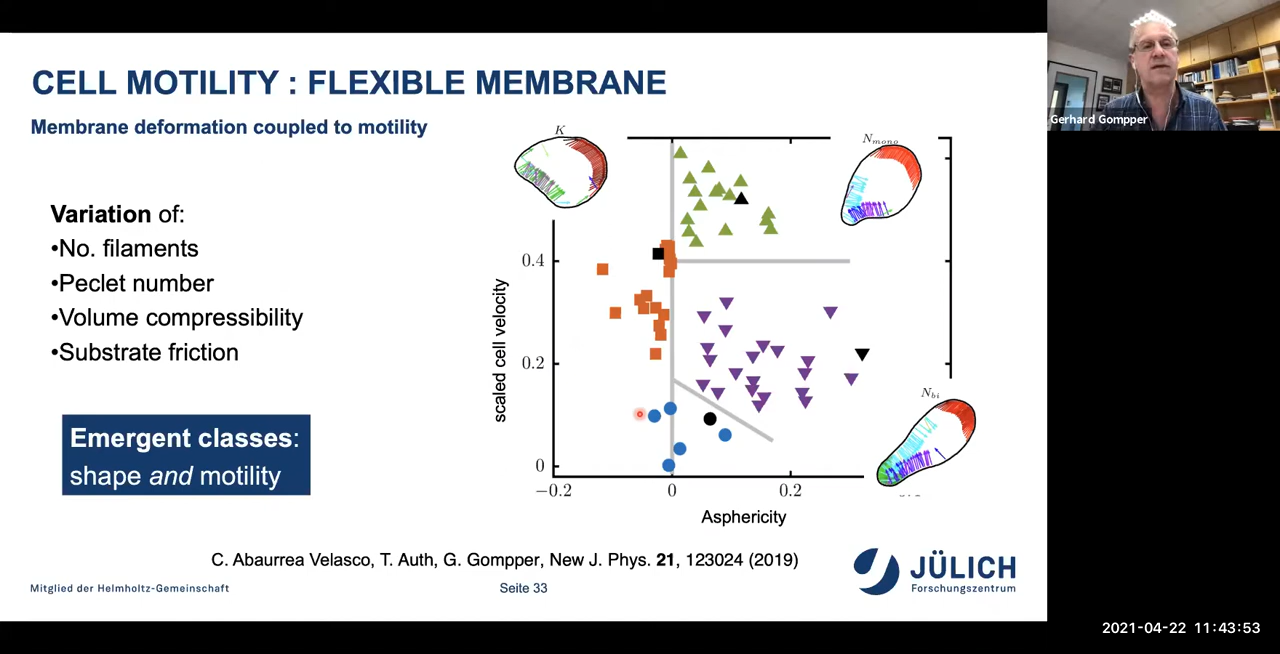 CELL MOTILITY : FLEXIBLE MEMBRANE
Membrane deformation coupled to motility
Variation of:
•No. filaments
•Peclet number
•Volume compressibility
•Substrate friction
Emergent classes:
shape and motility
K
N_mono
N_bi
scaled cell velocity
0.4
0.2
0
−0.2
0
0.2
Asphericity
C. Abaurrea Velasco, T. Auth, G. Gompper, New J. Phys. 21, 123024 (2019)
Mitglied der Helmholtz-Gemeinschaft
Seite 33
JÜLICH
Forschungszentrum
Gerhard Gompper
2021-04-22 11:43:53